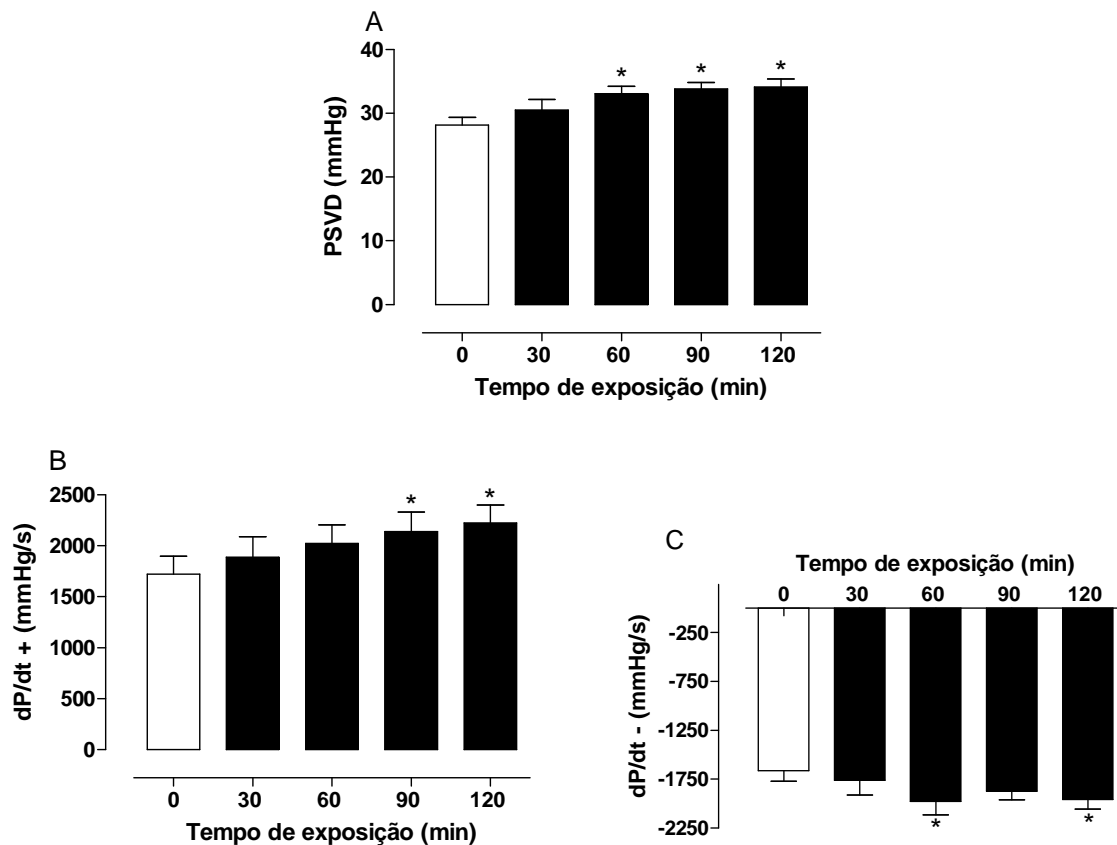 A
PSVD (mmHg)
40
30
20
10
0
* * *
0 30 60 90 120
Tempo de exposição (min)
B
dP/dt + (mmHg/s)
2500
2000
1500
1000
500
0
* *
0 30 60 90 120
Tempo de exposição (min)
C
Tempo de exposição (min)
0 30 60 90 120
dP/dt - (mmHg/s)
-250
-750
-1250
-1750
-2250
* *